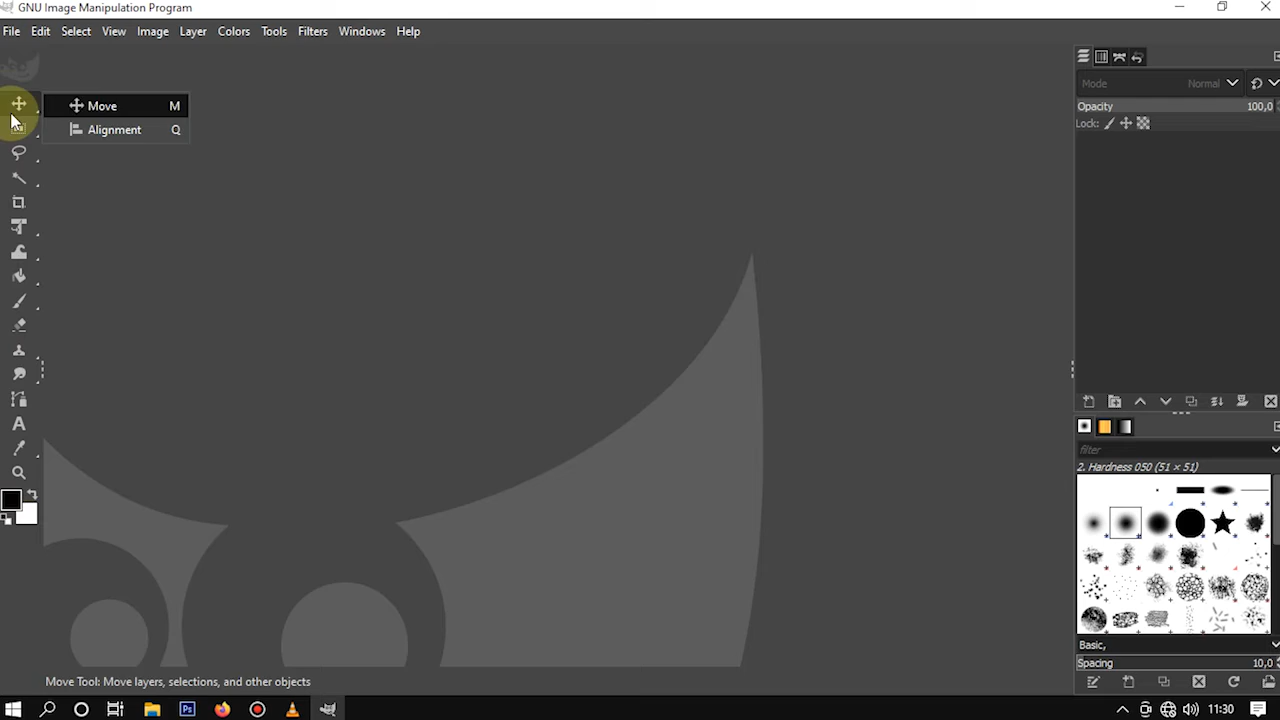 GNU Image Manipulation Program
File Edit Select View Image Layer Colors Tools Filters Windows Help
Mode Normal
Opacity 100,0
Lock:
Move M
Alignment Q
filter
2. Hardness 050 (51 × 51)
Basic,
Spacing 10,0
Move Tool: Move layers, selections, and other objects
Ps
11:30